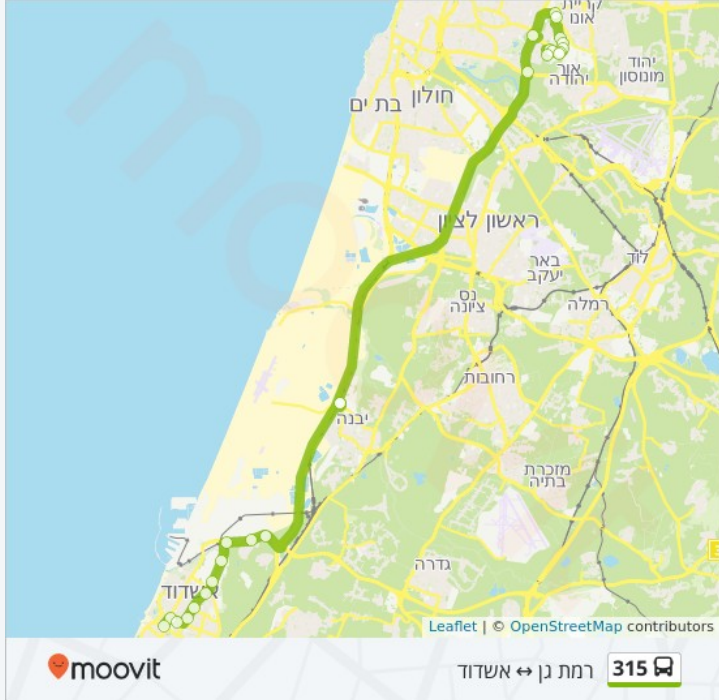 קריית
אונו
אור
יהודה
יהוד
מונוסון
חולון
בת ים
ראשון לציון
באר
יעקב
לוד
נס
ציונה
רמלה
רחובות
יבנה
מזכרת
בתיה
גדרה
אשדוד
Leaflet | © OpenStreetMap contributors
moovit
315 רמת גן ↔ אשדוד